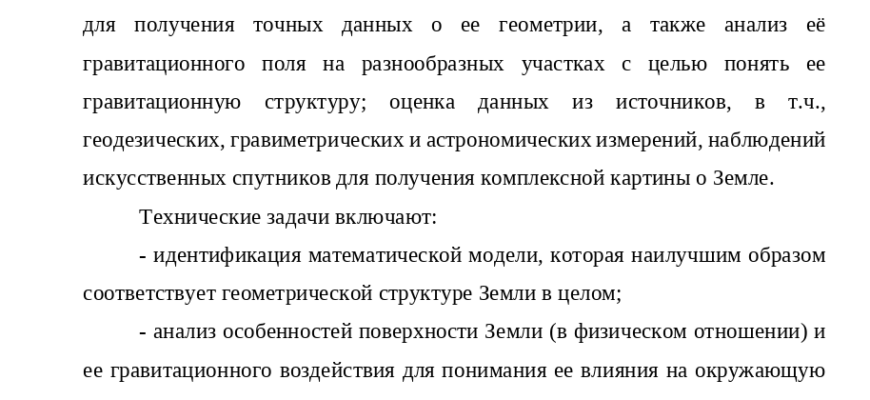 для получения точных данных о ее геометрии, а также анализ её
гравитационного поля на разнообразных участках с целью понять ее
гравитационную структуру; оценка данных из источников, в т.ч.,
геодезических, гравиметрических и астрономических измерений, наблюдений
искусственных спутников для получения комплексной картины о Земле.
Технические задачи включают:
- идентификация математической модели, которая наилучшим образом
соответствует геометрической структуре Земли в целом;
- анализ особенностей поверхности Земли (в физическом отношении) и
ее гравитационного воздействия для понимания ее влияния на окружающую